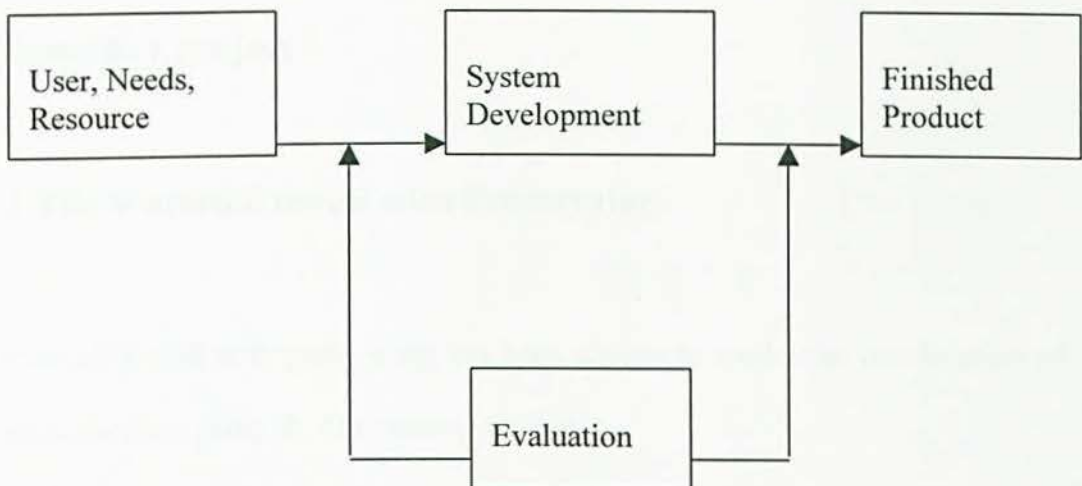 User, Needs,
Resource
System
Development
Finished
Product
Evaluation